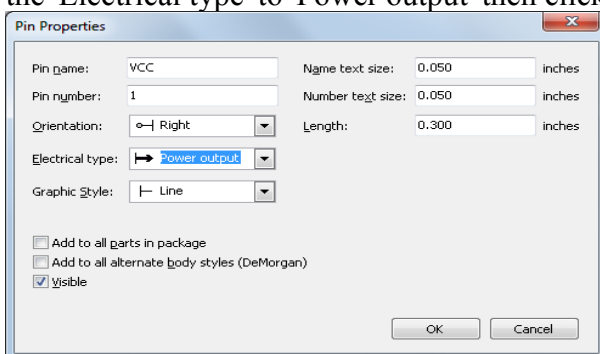 the Electrical type to Power output then click
Pin Properties
Pin name: VCC Name text size: 0.050 inches
Pin number: 1 Number text size: 0.050 inches
Orientation: Right Length: 0.300 inches
Electrical type: Power output
Graphic Style: Line
Add to all parts in package
Add to all alternate body styles (DeMorgan)
Visible
OK Cancel